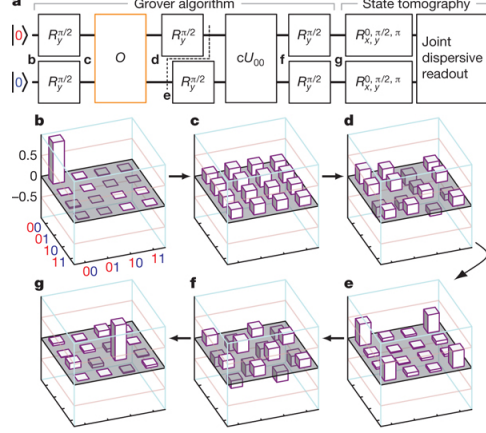 a Grover algorithm State tomography
|0⟩ R_y^{π/2} R_y^{π/2} R_y^{π/2} R_{x, y}^{0, π/2, π}
b c O d cU_{00} f g Joint dispersive readout
|0⟩ R_y^{π/2} e R_y^{π/2} R_y^{π/2} R_{x, y}^{0, π/2, π}
b c d
0.5
0
−0.5
00
01
10
11
00 01 10 11
g f e